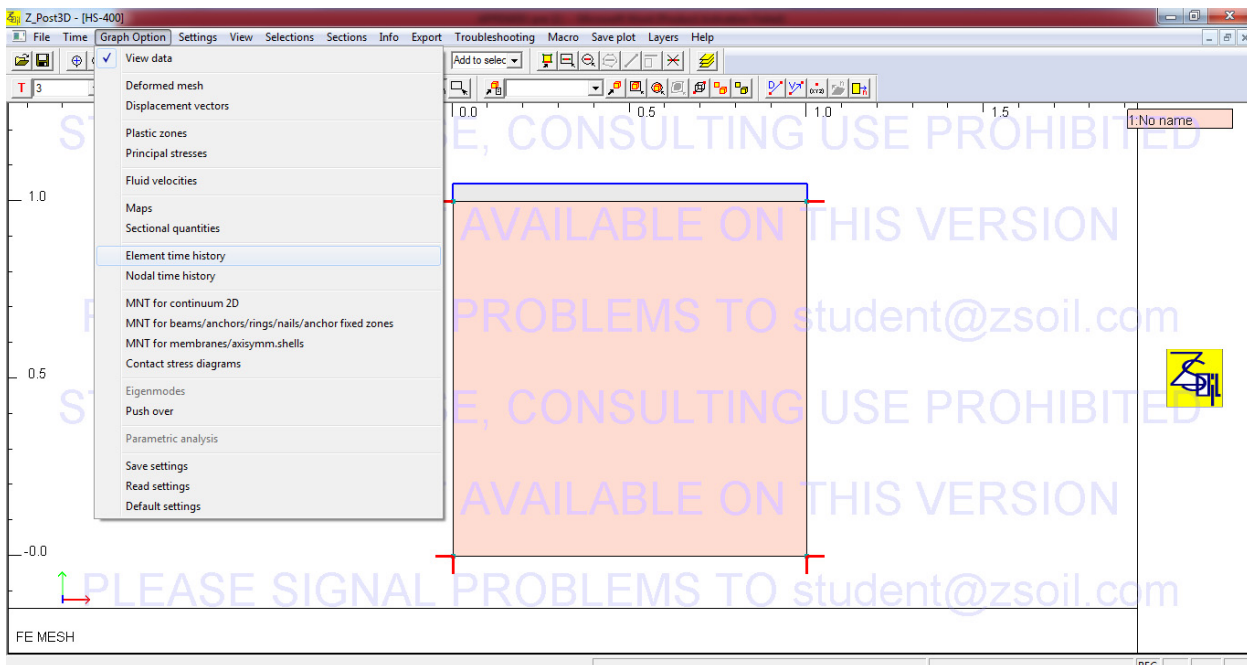 Z_Post3D - [HS-400]
File Time Graph Option Settings View Selections Sections Info Export Troubleshooting Macro Save plot Layers Help
Add to selec
T 3
View data
Deformed mesh
Displacement vectors
Plastic zones
Principal stresses
Fluid velocities
Maps
Sectional quantities
Element time history
Nodal time history
MNT for continuum 2D
MNT for beams/anchors/rings/nails/anchor fixed zones
MNT for membranes/axisymm.shells
Contact stress diagrams
Eigenmodes
Push over
Parametric analysis
Save settings
Read settings
Default settings
0.0 0.5 1.0 1.5
1:No name
E, CONSULTING USE PROHIBITED
1.0
AVAILABLE ON THIS VERSION
PROBLEMS TO student@zsoil.com
0.5
E, CONSULTING USE PROHIBITED
AVAILABLE ON THIS VERSION
-0.0
PLEASE SIGNAL PROBLEMS TO student@zsoil.com
FE MESH